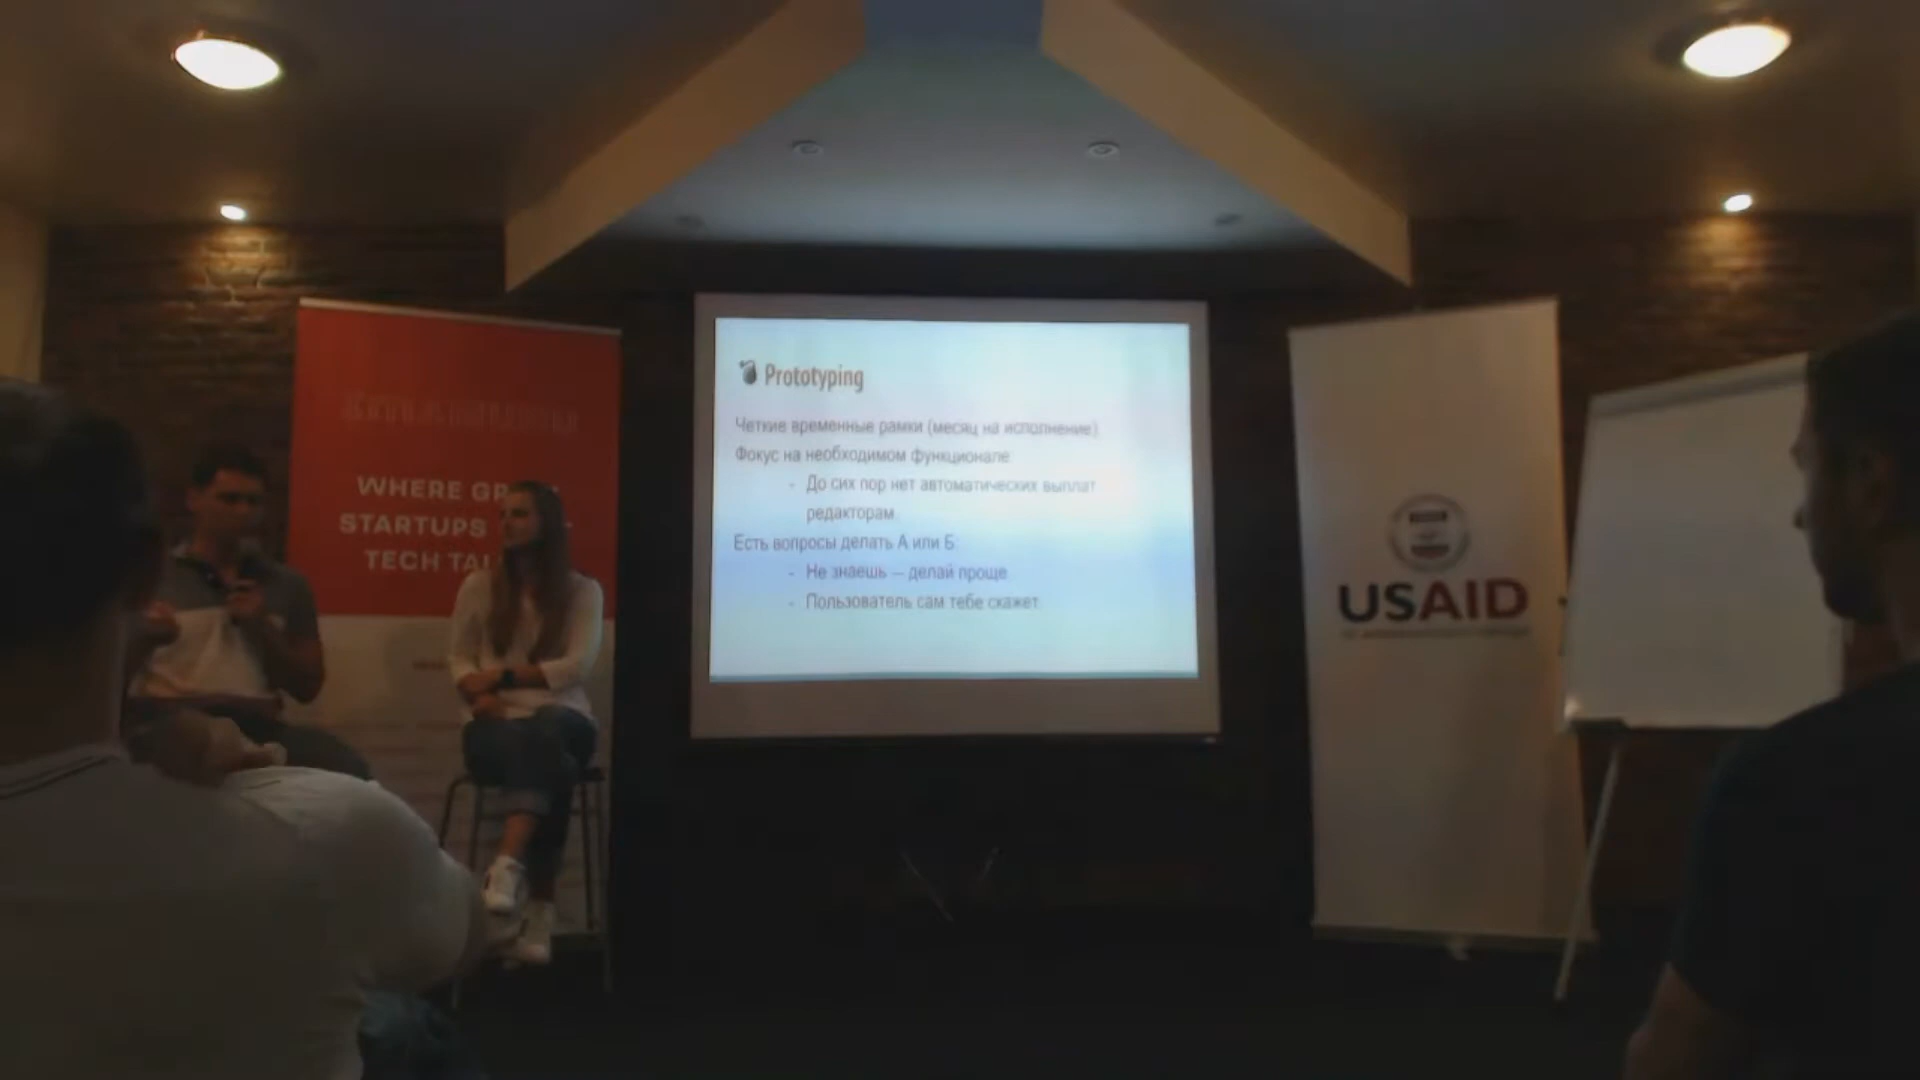 WHERE
STARTUPS
TECH
Prototyping
Четкие временные рамки (месяц на исполнение)
Фокус на необходимом функционале:
- До сих пор нет автоматических выплат
редакторам.
Есть вопросы делать А или Б:
- Не знаешь – делай проще
- Пользователь сам тебе скажет
USAID